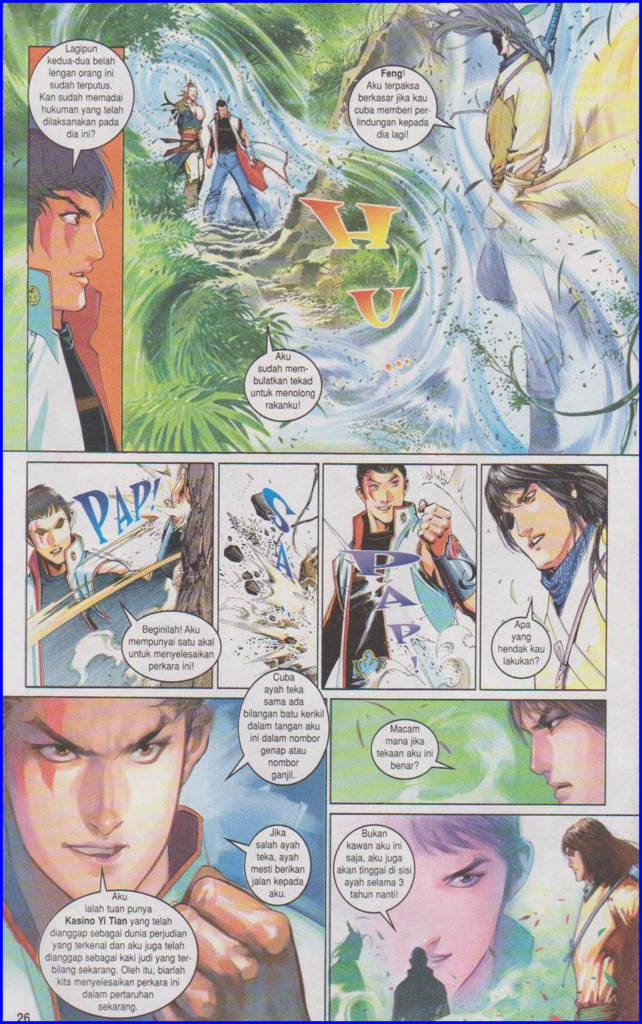 Lagipun
kedua-dua belah
lengan orang ini
sudah terputus.
Kan sudah memadai
hukuman yang telah
dilaksanakan pada
dia ini?
Feng!
Aku terpaksa
berkasar jika kau
cuba memberi per-
lindungan kepada
dia lagi!
HU
...
Aku
sudah mem-
bulatkan tekad
untuk menolong
rakanku!
PAP!
Beginilah! Aku
mempunyai satu akal
untuk menyelesaikan
perkara ini!
SA
PAP!
Apa
yang
hendak kau
lakukan?
Cuba
ayah teka
sama ada
bilangan batu kerikil
dalam tangan aku
ini dalam nombor
genap atau
nombor
ganjil.
Jika
salah ayah
teka, ayah
mesti berikan
jalan kepada
aku.
Aku
ialah tuan punya
Kasino Yi Tian yang telah
dianggap sebagai dunia perjudian
yang terkenal dan aku juga telah
dianggap sebagai kaki judi yang ter-
bilang sekarang. Oleh itu, biarlah
kita menyelesaikan perkara ini
dalam pertaruhan
sekarang.
Macam
mana jika
tekaan aku ini
benar?
Bukan
kawan aku ini
saja, aku juga
akan tinggal di sisi
ayah selama 3
tahun nanti!
26